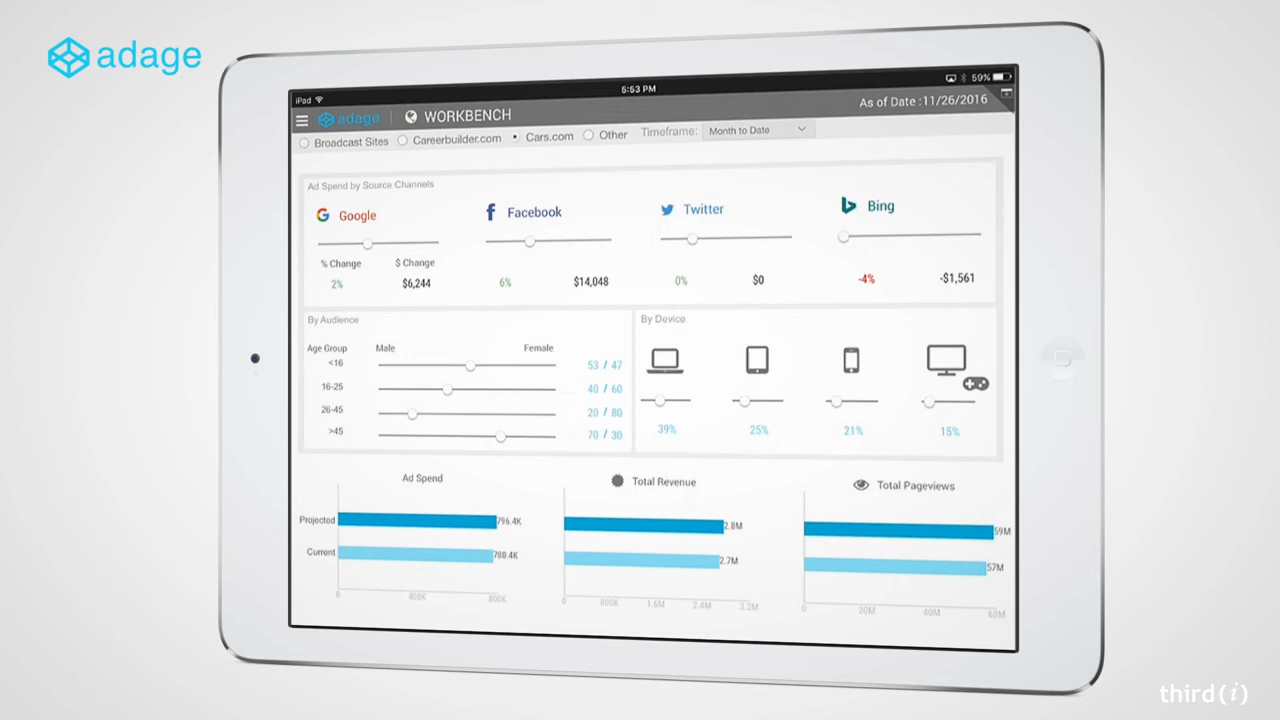 adage
iPad
5:53 PM
59%
adage
WORKBENCH
As of Date :11/26/2016
Broadcast Sites
Careerbuilder.com
Cars.com
Other
Timeframe:
Month to Date
Ad Spend by Source Channels
Google
Facebook
Twitter
Bing
% Change
$ Change
2%
$6,244
6%
$14,048
0%
$0
-4%
-$1,561
By Audience
Age Group
Male
Female
<16
53 / 47
16-25
40 / 60
26-45
20 / 80
>45
70 / 30
By Device
39%
25%
21%
15%
Ad Spend
Projected
796.4K
Current
780.4K
0
400K
800K
Total Revenue
2.8M
2.7M
0
800K
1.6M
2.4M
3.2M
Total Pageviews
59M
57M
0
20M
40M
60M
third(i)